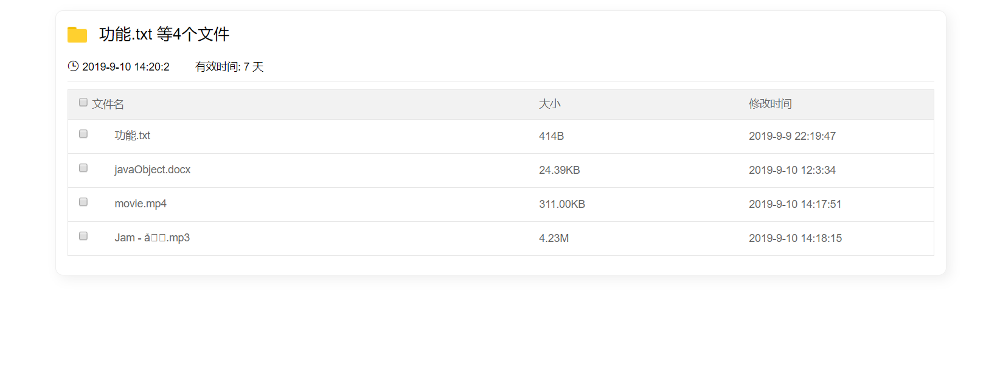 功能.txt 等4个文件
2019-9-10 14:20:2 有效时间: 7 天
文件名 大小 修改时间
功能.txt 414B 2019-9-9 22:19:47
javaObject.docx 24.39KB 2019-9-10 12:3:34
movie.mp4 311.00KB 2019-9-10 14:17:51
Jam - å□□.mp3 4.23M 2019-9-10 14:18:15